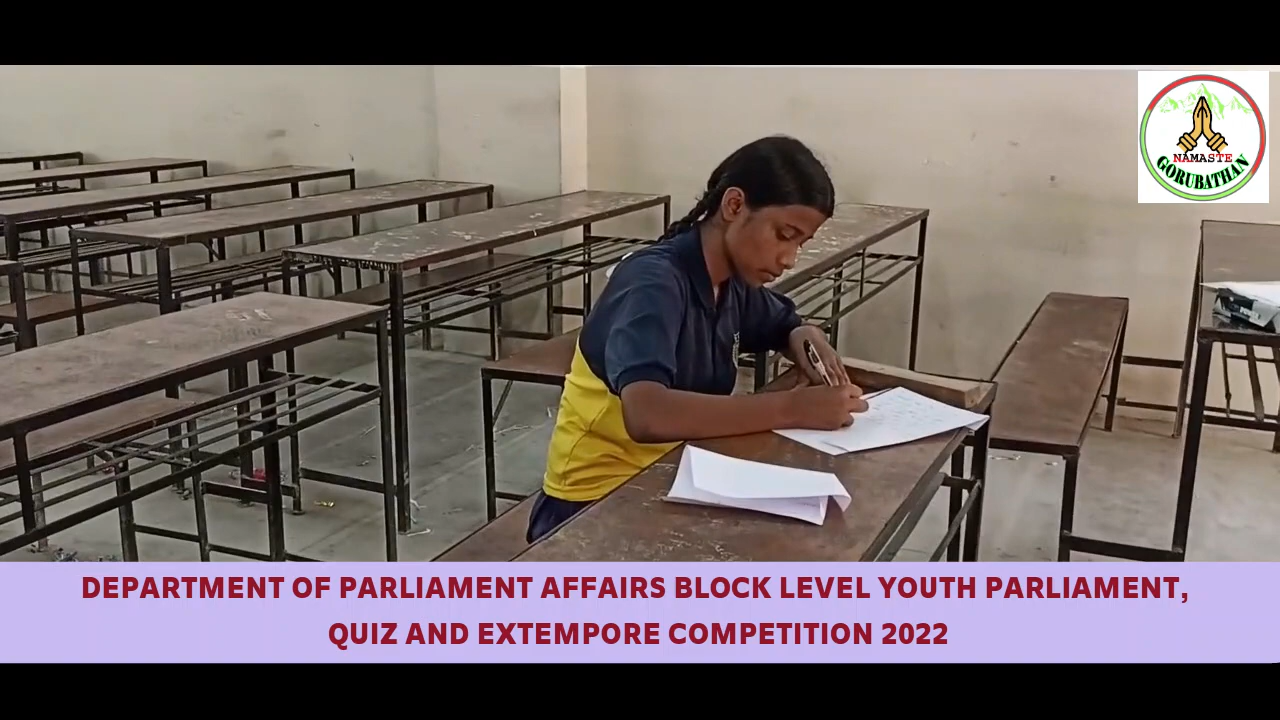 NAMASTE
GORUBATHAN
DEPARTMENT OF PARLIAMENT AFFAIRS BLOCK LEVEL YOUTH PARLIAMENT,
QUIZ AND EXTEMPORE COMPETITION 2022